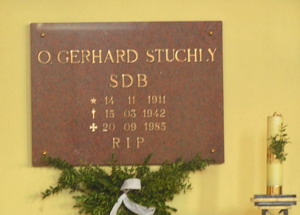 O. GERHARD STUCHLY
SDB
* 14 11 1911
† 15 03 1942
✠ 20 09 1985
RIP